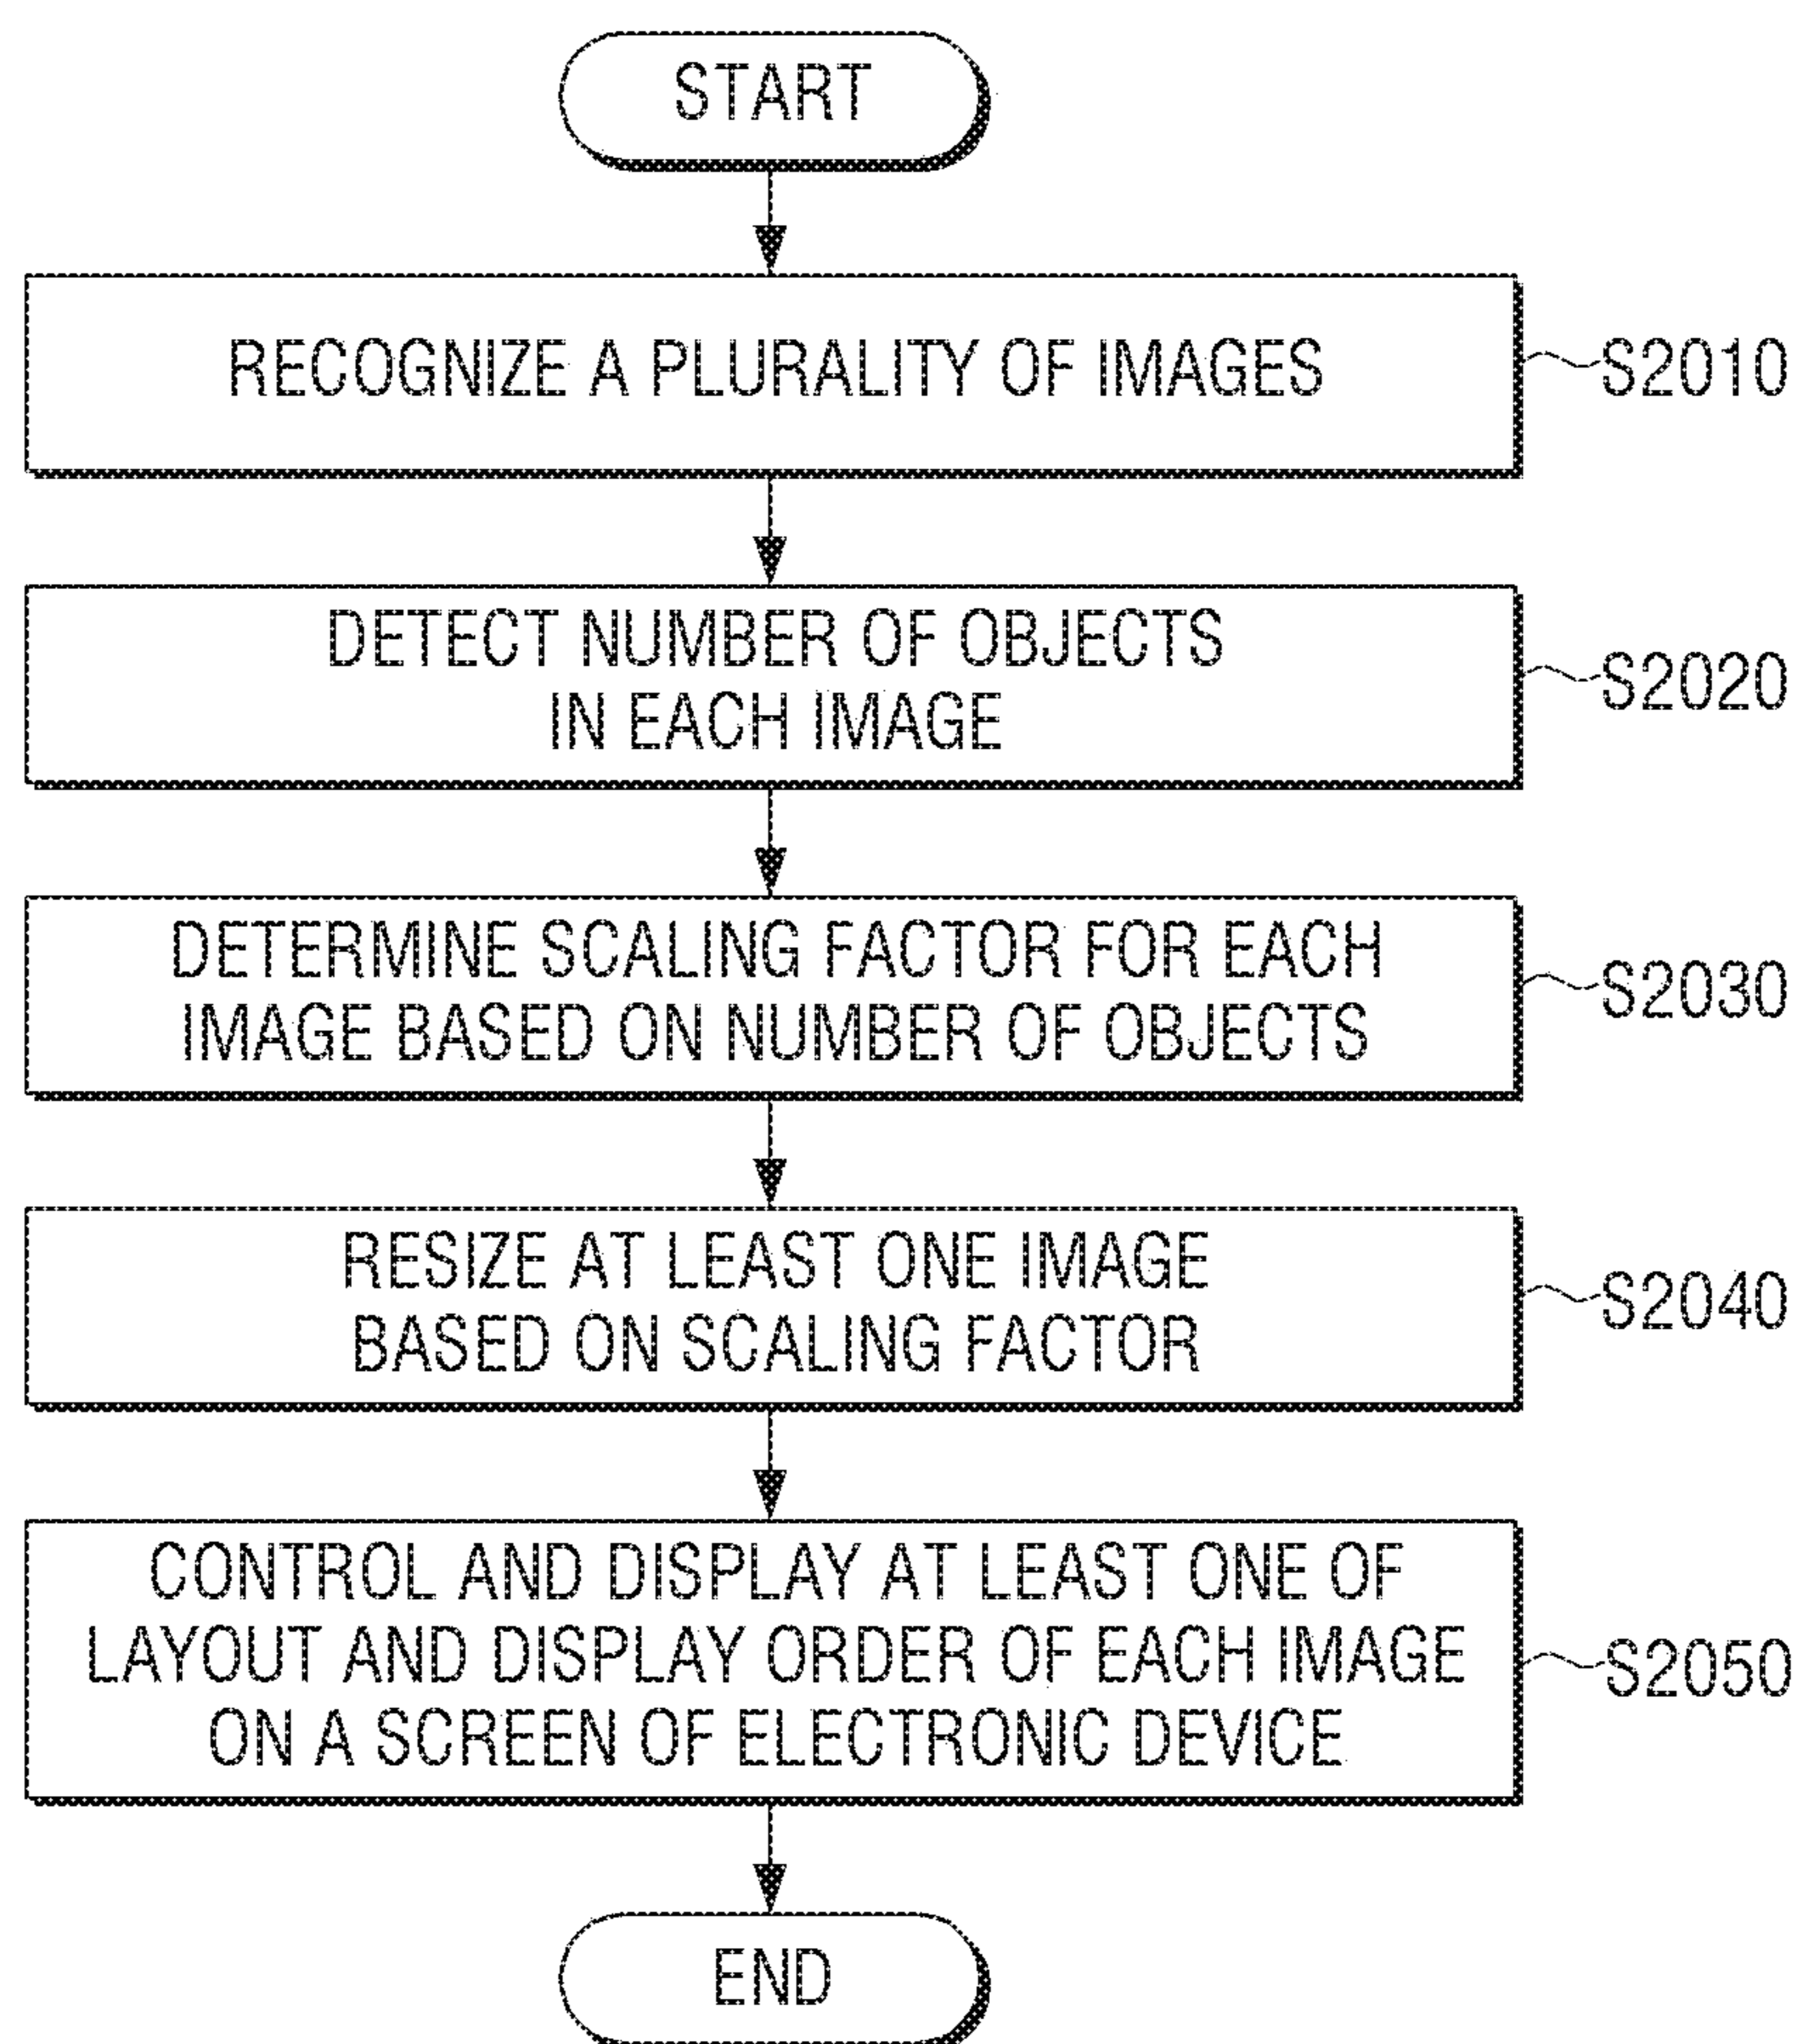 START
RECOGNIZE A PLURALITY OF IMAGES
S2010
DETECT NUMBER OF OBJECTS
IN EACH IMAGE
S2020
DETERMINE SCALING FACTOR FOR EACH
IMAGE BASED ON NUMBER OF OBJECTS
S2030
RESIZE AT LEAST ONE IMAGE
BASED ON SCALING FACTOR
S2040
CONTROL AND DISPLAY AT LEAST ONE OF
LAYOUT AND DISPLAY ORDER OF EACH IMAGE
ON A SCREEN OF ELECTRONIC DEVICE
S2050
END